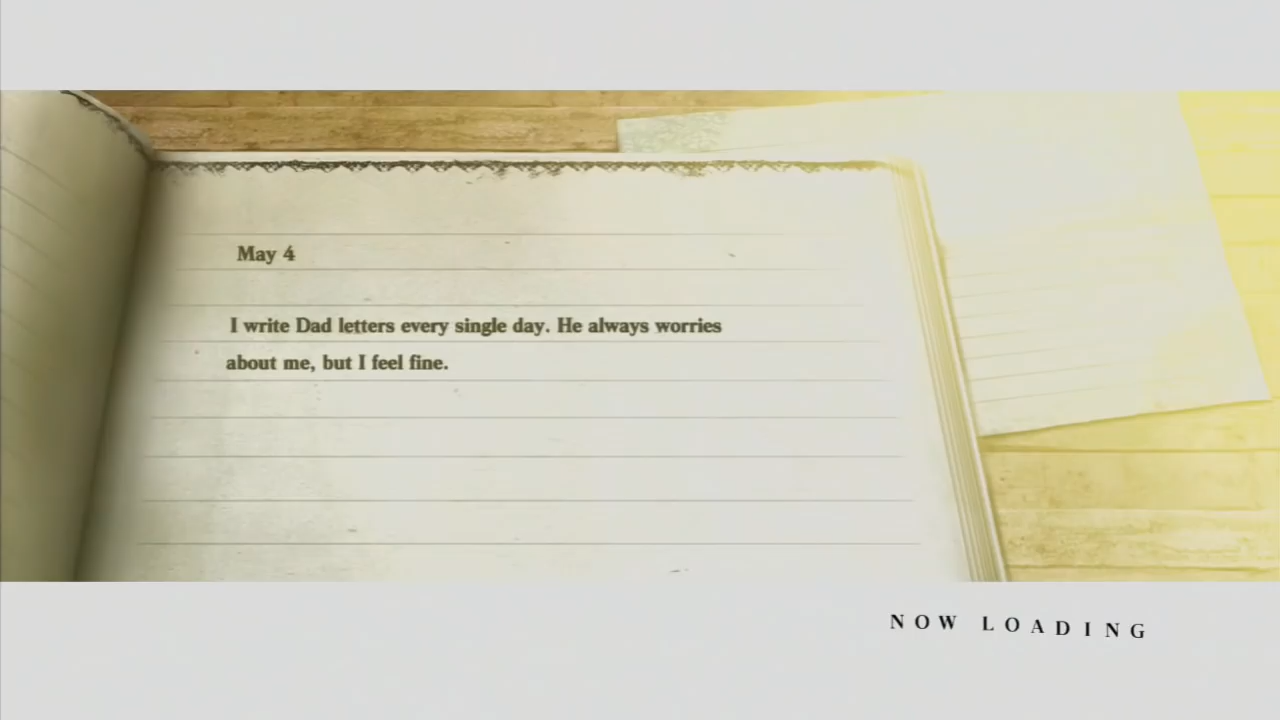 May 4
I write Dad letters every single day. He always worries
about me, but I feel fine.
NOW LOADING